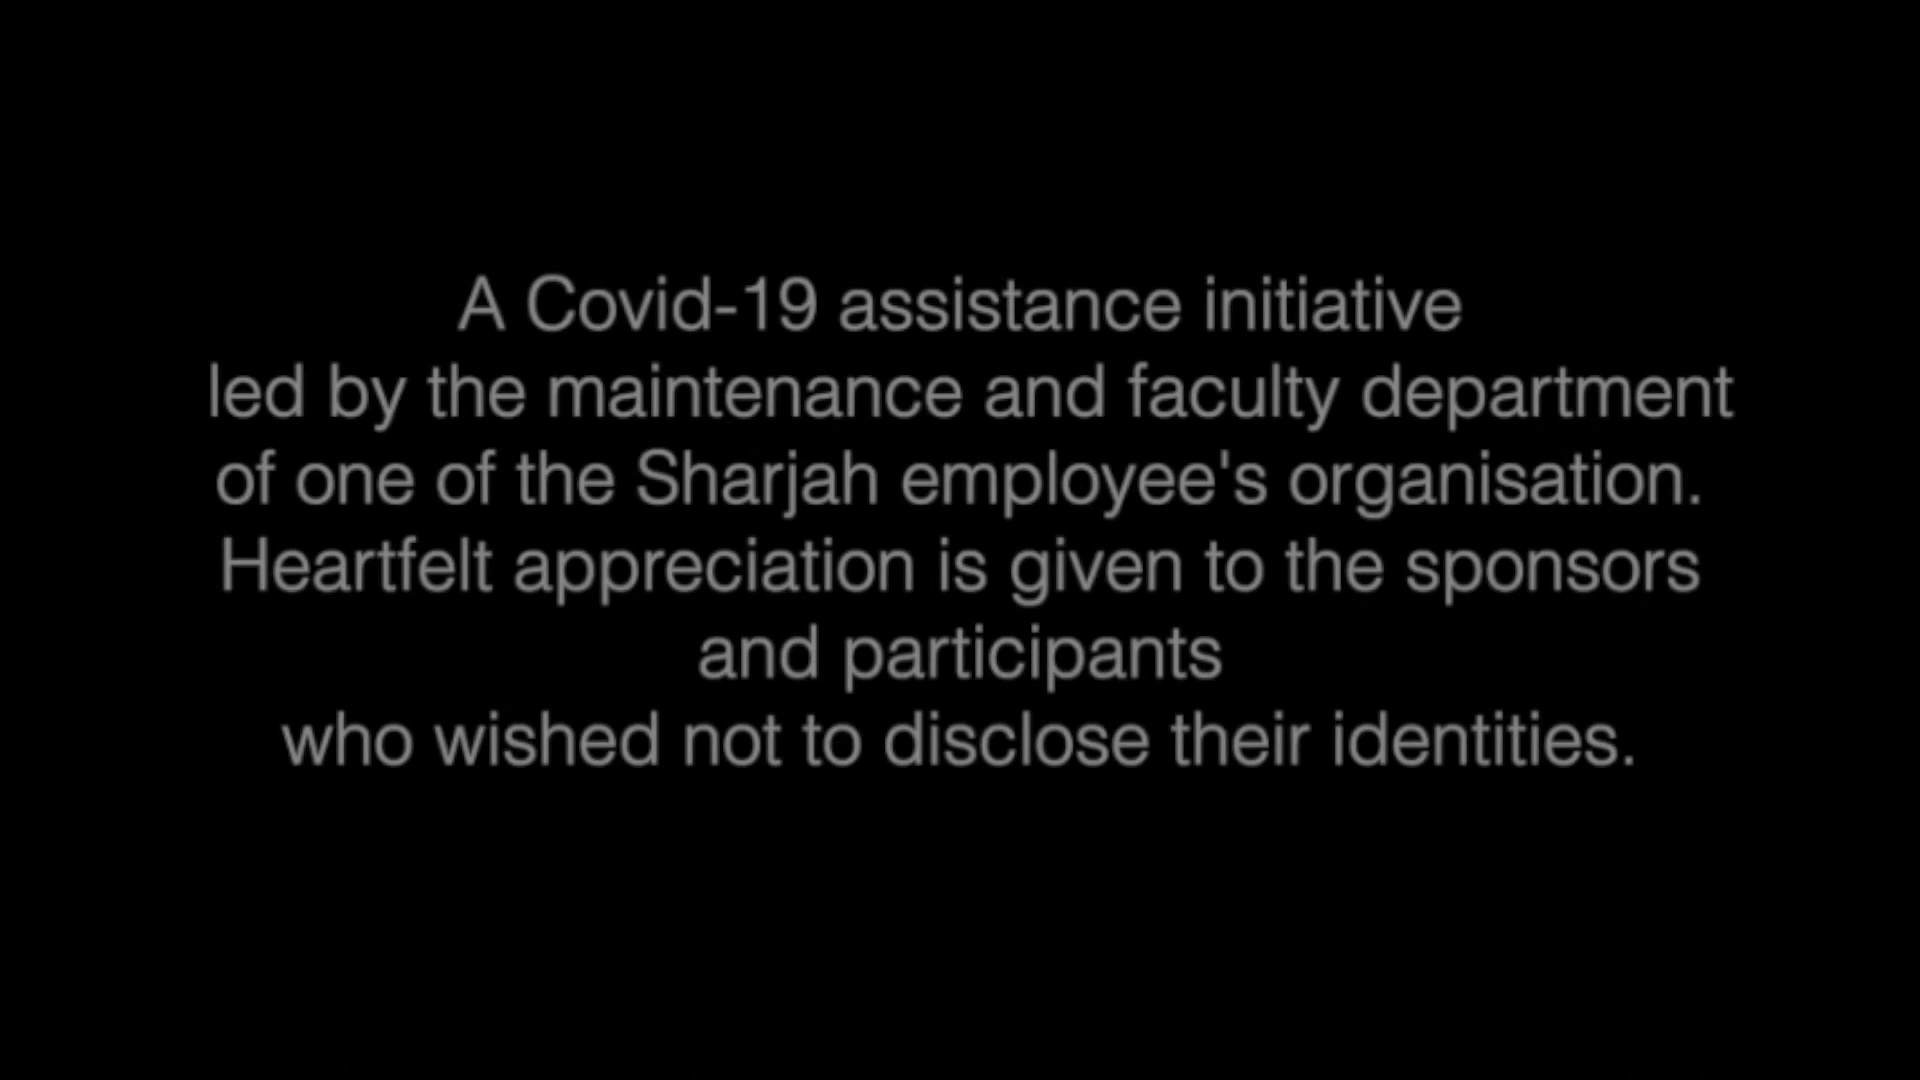 A Covid-19 assistance initiative
led by the maintenance and faculty department
of one of the Sharjah employee's organisation.
Heartfelt appreciation is given to the sponsors
and participants
who wished not to disclose their identities.